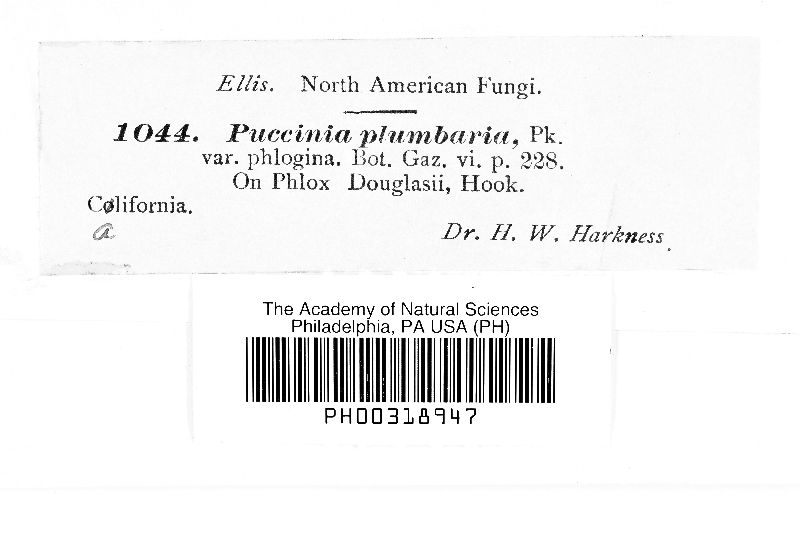 Ellis. North American Fungi.
1044. Puccinia plumbaria, Pk.
var. phlogina. Bot. Gaz. vi. p. 228.
On Phlox Douglasii, Hook.
Colifornia.
a
Dr. H. W. Harkness.
The Academy of Natural Sciences
Philadelphia, PA USA (PH)
PH00318947